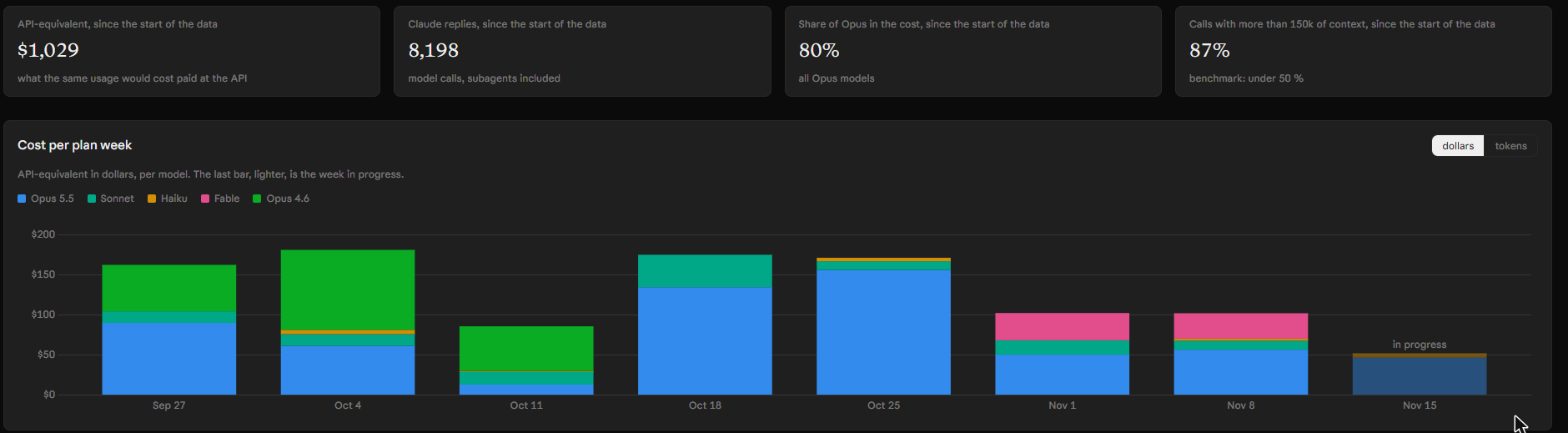 API-equivalent, since the start of the data
$1,029
what the same usage would cost paid at the API
Claude replies, since the start of the data
8,198
model calls, subagents included
Share of Opus in the cost, since the start of the data
80%
all Opus models
Calls with more than 150k of context, since the start of the data
87%
benchmark: under 50 %
Cost per plan week
dollars
tokens
API-equivalent in dollars, per model. The last bar, lighter, is the week in progress.
Opus 5.5
Sonnet
Haiku
Fable
Opus 4.6
$200
$150
$100
$50
$0
in progress
Sep 27
Oct 4
Oct 11
Oct 18
Oct 25
Nov 1
Nov 8
Nov 15